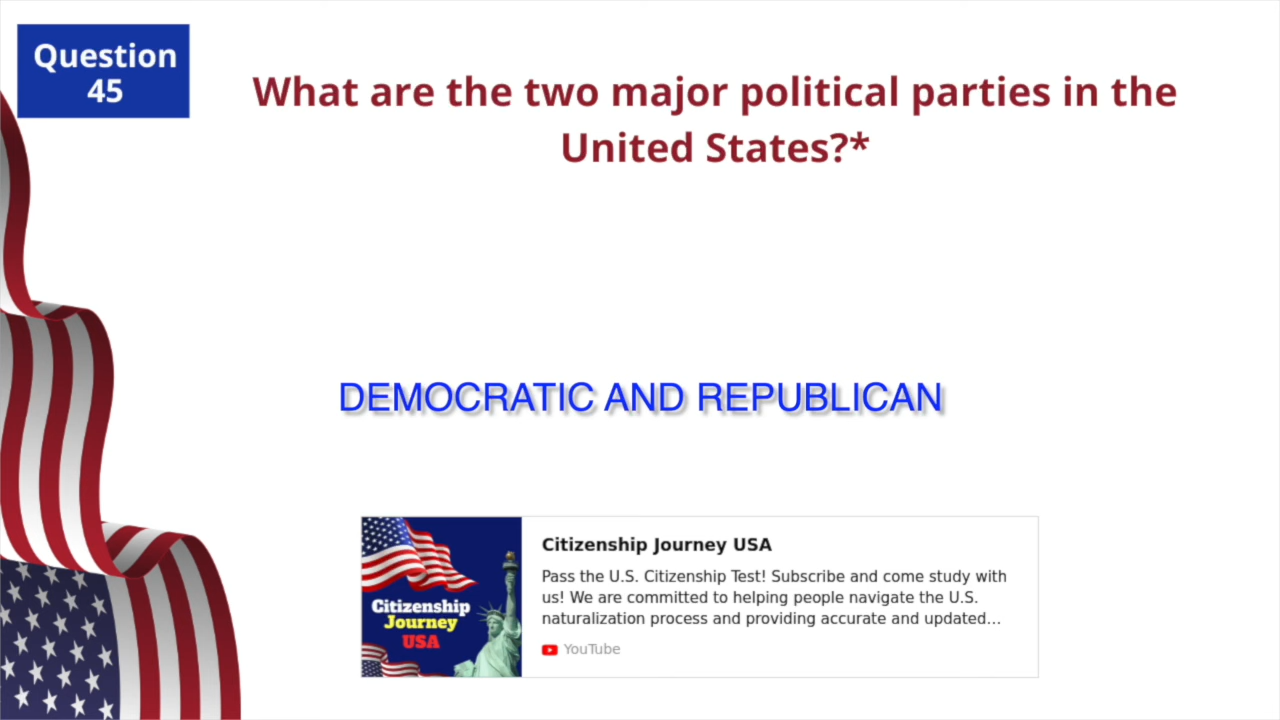 Question
45
What are the two major political parties in the
United States?*
DEMOCRATIC AND REPUBLICAN
Citizenship
Journey
USA
Citizenship Journey USA
Pass the U.S. Citizenship Test! Subscribe and come study with
us! We are committed to helping people navigate the U.S.
naturalization process and providing accurate and updated...
YouTube